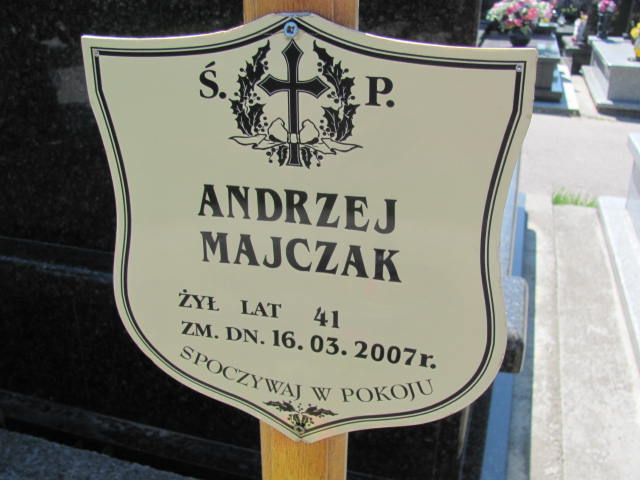 Ś. P.
ANDRZEJ
MAJCZAK
ŻYŁ LAT 41
ZM. DN. 16.03.2007r.
SPOCZYWAJ W POKOJU